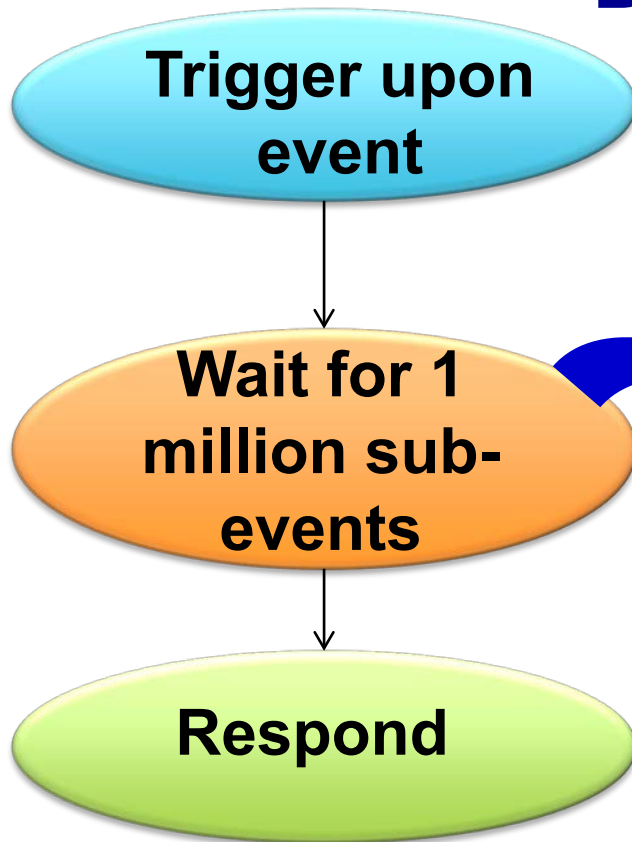 Trigger upon
event
Wait for 1
million sub-
events
Respond